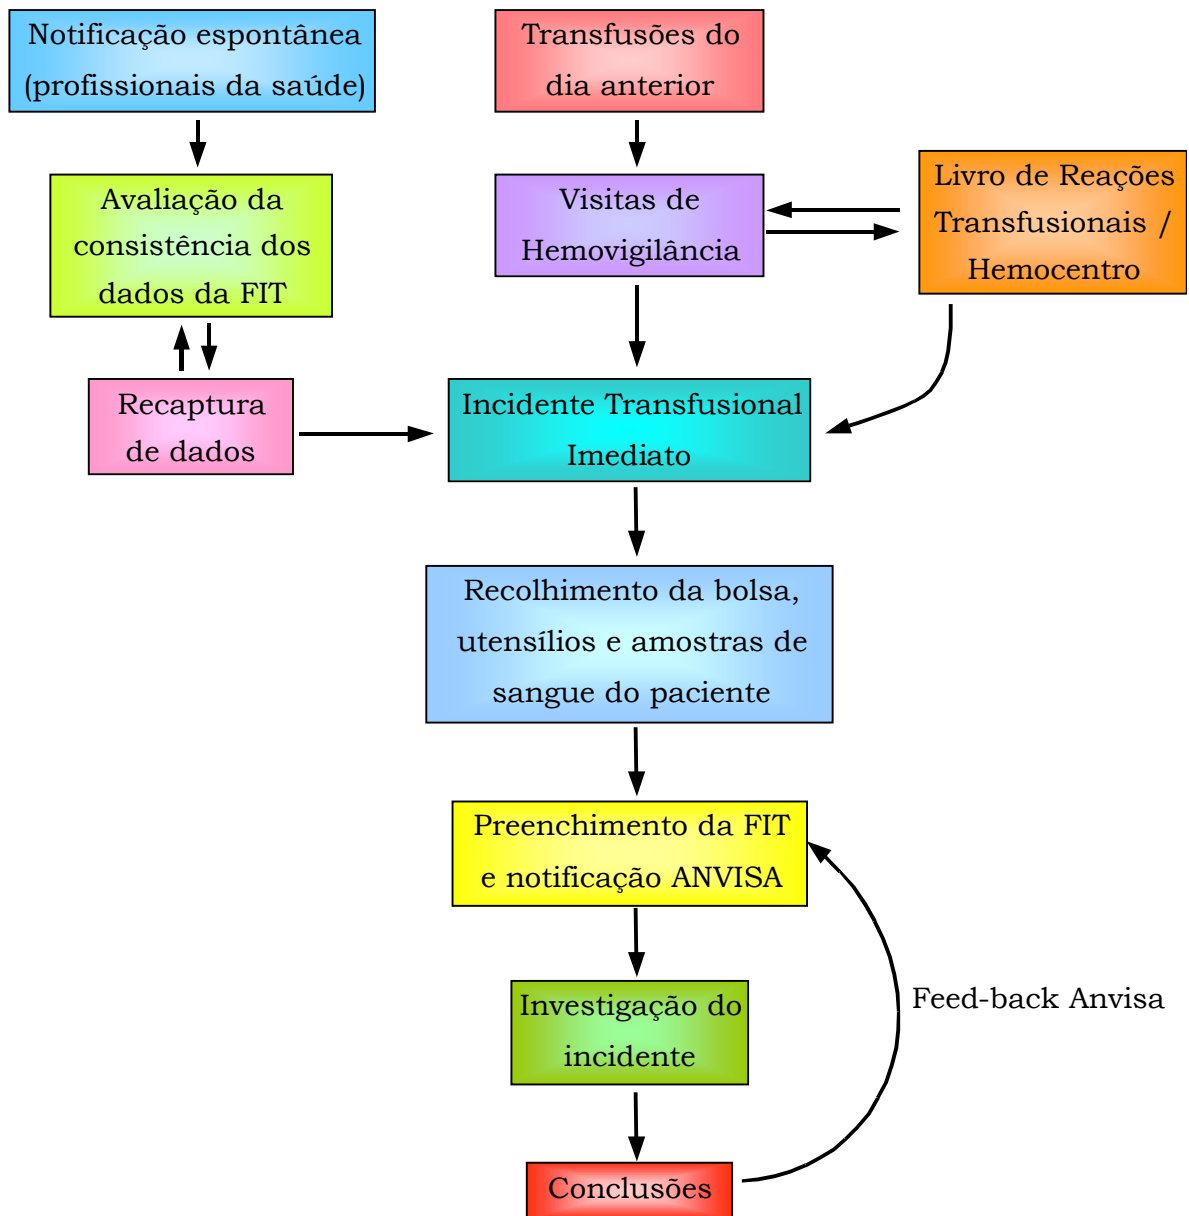 Notificação espontânea
(profissionais da saúde)
Transfusões do
dia anterior
Avaliação da
consistência dos
dados da FIT
Visitas de
Hemovigilância
Livro de Reações
Transfusionais /
Hemocentro
Recaptura
de dados
Incidente Transfusional
Imediato
Recolhimento da bolsa,
utensílios e amostras de
sangue do paciente
Preenchimento da FIT
e notificação ANVISA
Investigação do
incidente
Feed-back Anvisa
Conclusões